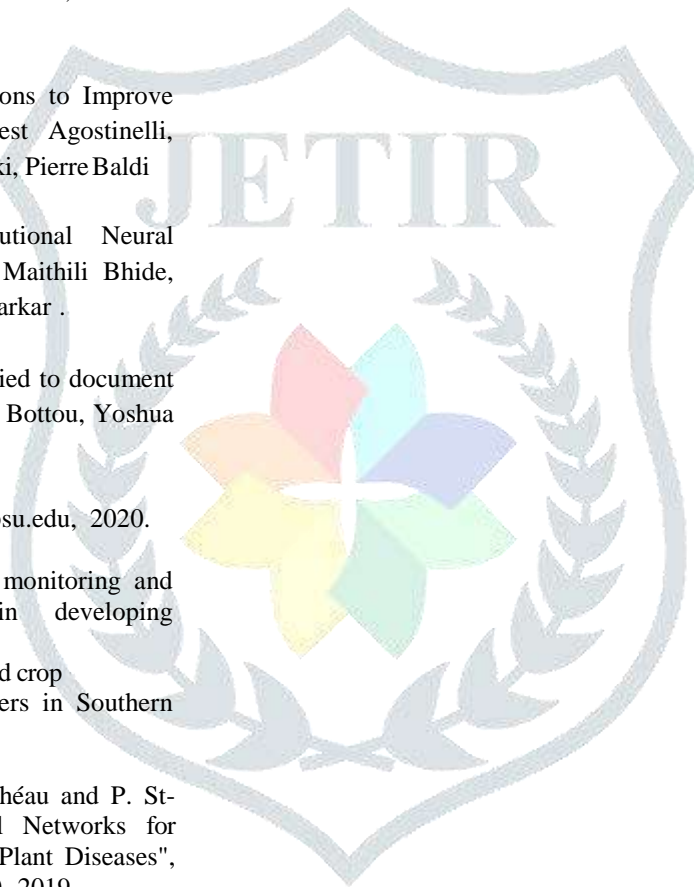 ons to Improve
est Agostinelli,
ki, Pierre Baldi
JETIR
utional Neural
Maithili Bhide,
arkar .
ied to document
Bottou, Yoshua
su.edu, 2020.
monitoring and
in developing
d crop
ers in Southern
héau and P. St-
l Networks for
Plant Diseases",
2019